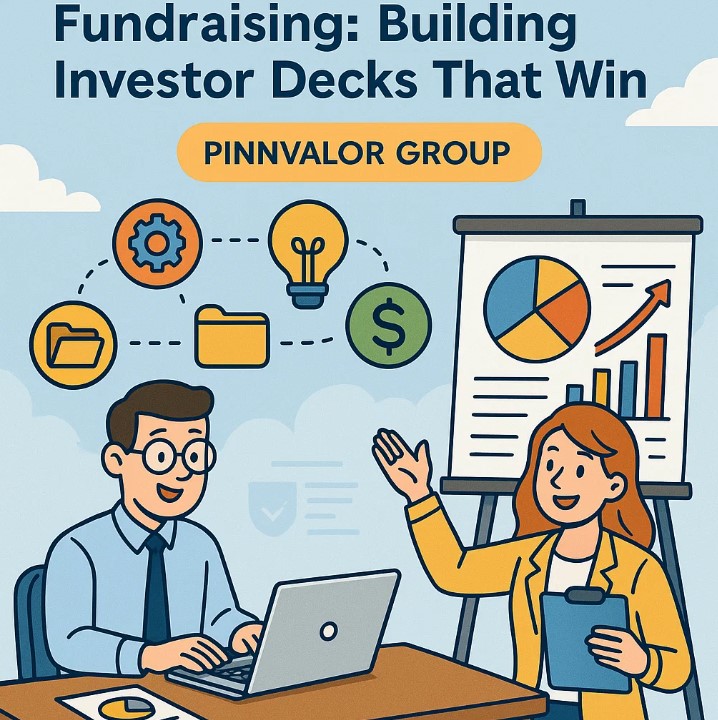 Fundraising: Building
Investor Decks That Win
PINNVALOR GROUP
$